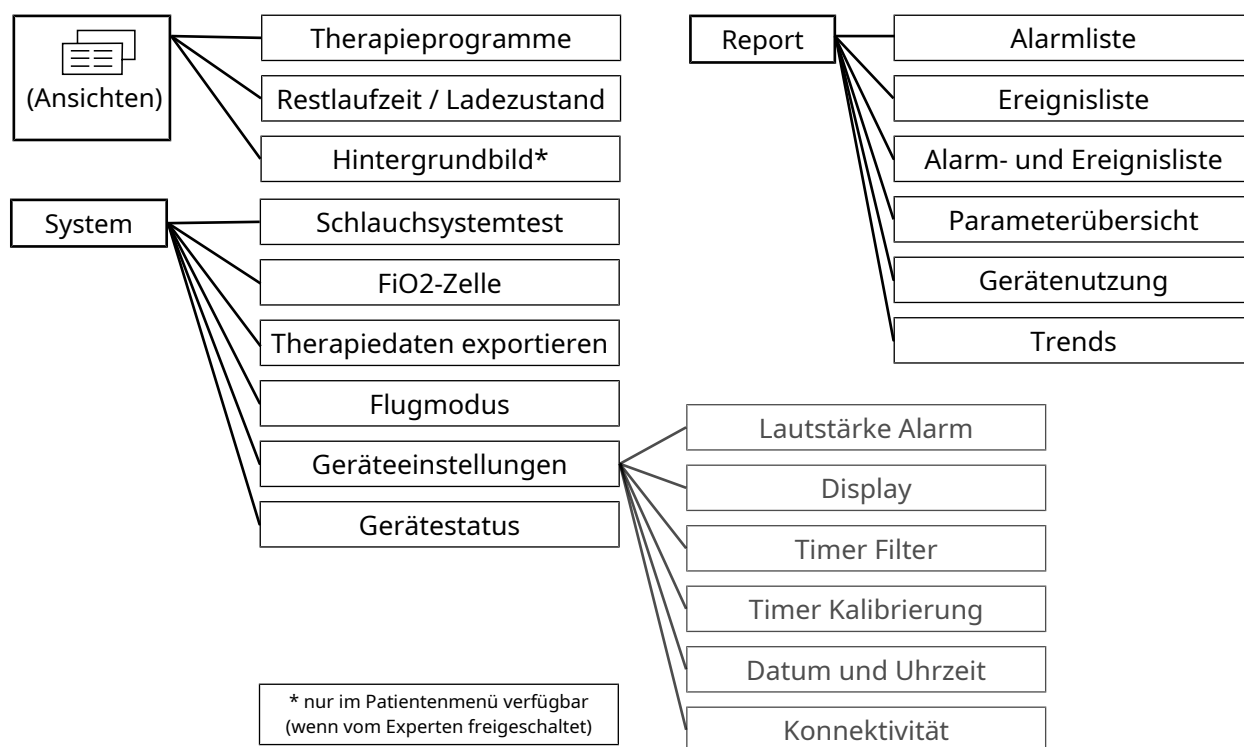 (Ansichten)
Therapieprogramme
Restlaufzeit / Ladezustand
Hintergrundbild*
System
Schlauchsystemtest
FiO2-Zelle
Therapiedaten exportieren
Flugmodus
Geräteeinstellungen
Gerätestatus
Lautstärke Alarm
Display
Timer Filter
Timer Kalibrierung
Datum und Uhrzeit
Konnektivität
Report
Alarmliste
Ereignisliste
Alarm- und Ereignisliste
Parameterübersicht
Gerätenutzung
Trends
* nur im Patientenmenü verfügbar
(wenn vom Experten freigeschaltet)